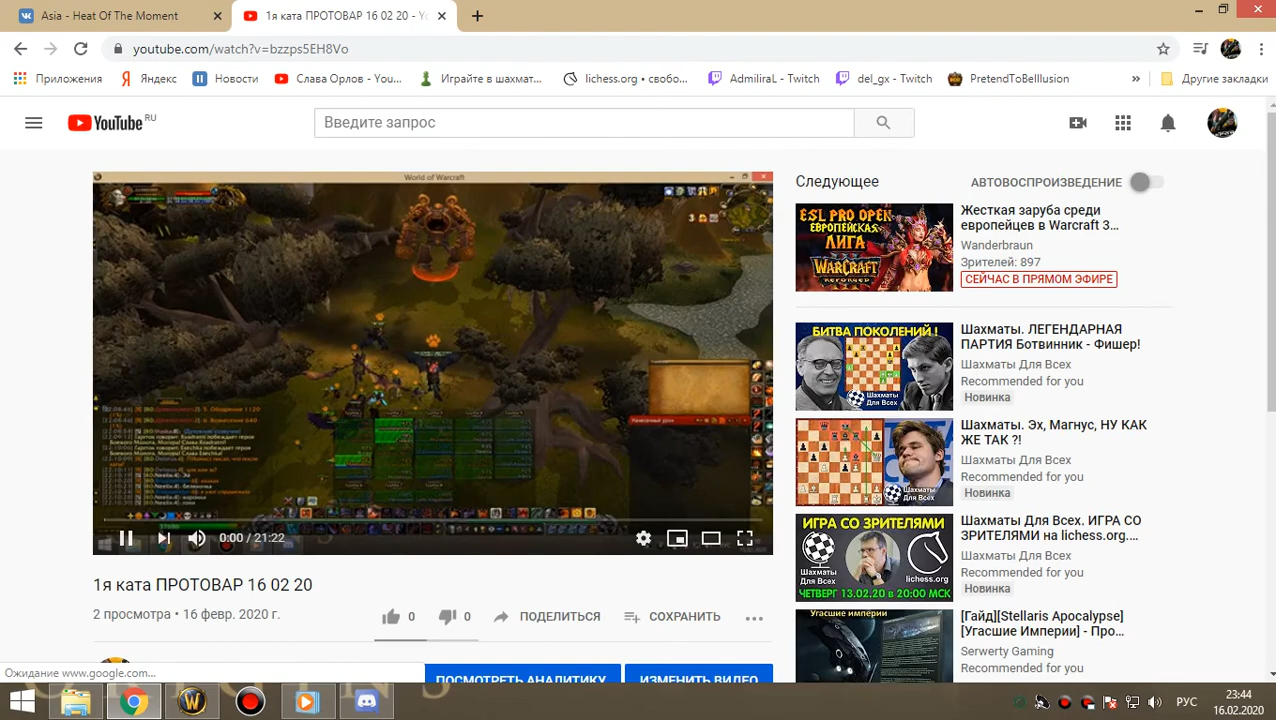 Asia - Heat Of The Moment
1я ката ПРОТОВАР 16 02 20 - Yo
youtube.com/watch?v=bzzps5EH8Vo
Приложения
Яндекс
Новости
Слава Орлов - You...
Играйте в шахмат...
lichess.org • свобо...
AdmiriraL - Twitch
del_gx - Twitch
PretendToBeIllusion
»
Другие закладки
YouTube RU
Введите запрос
World of Warcraft
0:00 / 21:22
1я ката ПРОТОВАР 16 02 20
2 просмотра • 16 февр. 2020 г.
0
0
ПОДЕЛИТЬСЯ
СОХРАНИТЬ
ПОСМОТРЕТЬ АНАЛИТИКУ
ИЗМЕНИТЬ ВИДЕО
Следующее
АВТОВОСПРОИЗВЕДЕНИЕ
ESL PRO OPEN
ЕВРОПЕЙСКАЯ
ЛИГА
WARCRAFT
REFORGED
Жесткая заруба среди
европейцев в Warcraft 3...
Wanderbraun
Зрителей: 897
СЕЙЧАС В ПРЯМОМ ЭФИРЕ
БИТВА ПОКОЛЕНИЙ !
Шахматы
Для Всех
Шахматы. ЛЕГЕНДАРНАЯ
ПАРТИЯ Ботвинник - Фишер!
Шахматы Для Всех
Recommended for you
Новинка
Шахматы
Для Всех
Шахматы. Эх, Магнус, НУ КАК
ЖЕ ТАК ?!
Шахматы Для Всех
Recommended for you
Новинка
ИГРА СО ЗРИТЕЛЯМИ
Шахматы
Для Всех
lichess.org
ЧЕТВЕРГ 13.02.20 в 20:00 МСК
Шахматы Для Всех. ИГРА СО
ЗРИТЕЛЯМИ на lichess.org....
Шахматы Для Всех
Recommended for you
Новинка
Угасшие империи
[Гайд][Stellaris Apocalypse]
[Угасшие Империи] - Про...
Serwerty Gaming
Recommended for you
Ожидание www.google.com...
РУС
23:44
16.02.2020